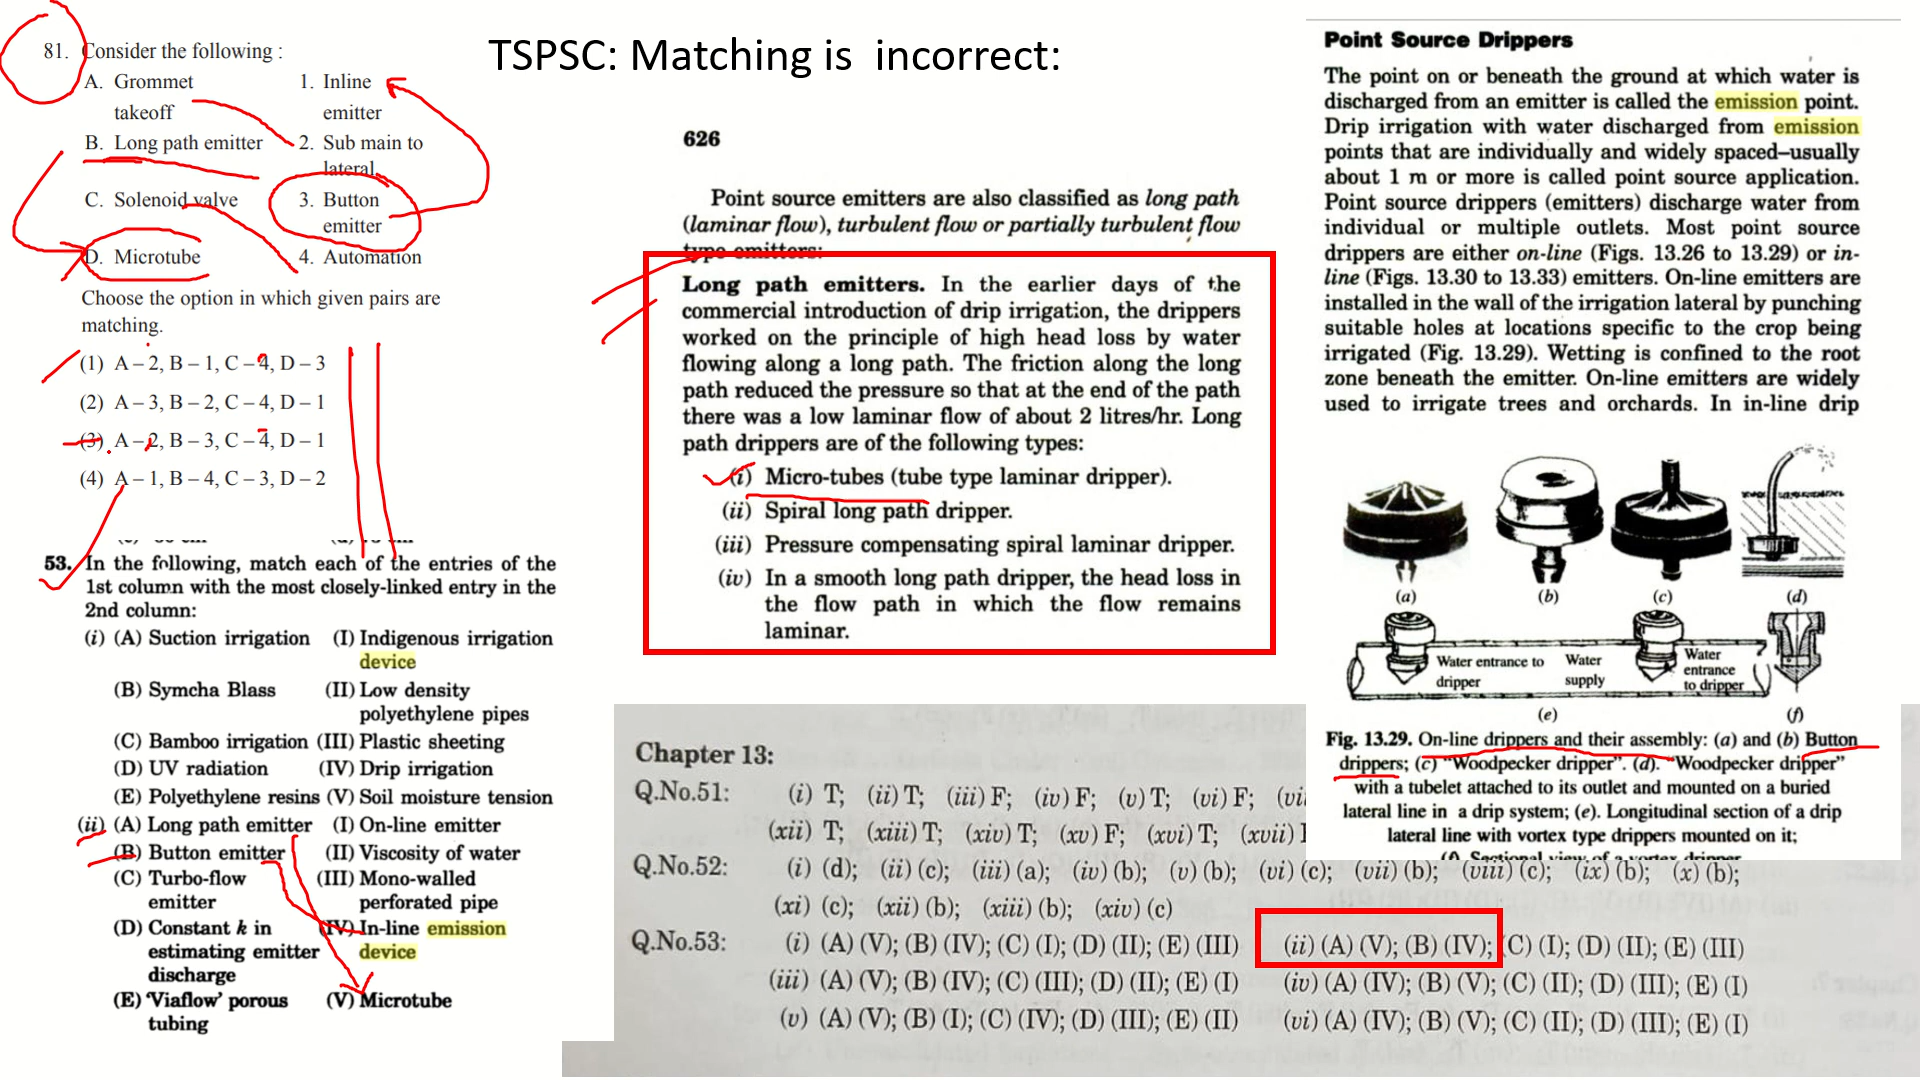 TSPSC: Matching is incorrect:
81. Consider the following :
A. Grommet 1. Inline
takeoff emitter
B. Long path emitter 2. Sub main to
lateral
C. Solenoid valve 3. Button
emitter
D. Microtube 4. Automation
Choose the option in which given pairs are
matching.
(1) A – 2, B – 1, C – 4, D – 3
(2) A – 3, B – 2, C – 4, D – 1
(3) A – 2, B – 3, C – 4, D – 1
(4) A – 1, B – 4, C – 3, D – 2
53. In the following, match each of the entries of the
1st column with the most closely-linked entry in the
2nd column:
(i) (A) Suction irrigation (I) Indigenous irrigation
device
(B) Symcha Blass (II) Low density
polyethylene pipes
(C) Bamboo irrigation (III) Plastic sheeting
(D) UV radiation (IV) Drip irrigation
(E) Polyethylene resins (V) Soil moisture tension
(ii) (A) Long path emitter (I) On-line emitter
(B) Button emitter (II) Viscosity of water
(C) Turbo-flow (III) Mono-walled
emitter perforated pipe
(D) Constant k in (IV) In-line emission
estimating emitter device
discharge
(E) 'Viaflow' porous (V) Microtube
tubing
626
Point source emitters are also classified as long path
(laminar flow), turbulent flow or partially turbulent flow
type emitters:
Long path emitters. In the earlier days of the
commercial introduction of drip irrigation, the drippers
worked on the principle of high head loss by water
flowing along a long path. The friction along the long
path reduced the pressure so that at the end of the path
there was a low laminar flow of about 2 litres/hr. Long
path drippers are of the following types:
(i) Micro-tubes (tube type laminar dripper).
(ii) Spiral long path dripper.
(iii) Pressure compensating spiral laminar dripper.
(iv) In a smooth long path dripper, the head loss in
the flow path in which the flow remains
laminar.
Point Source Drippers
The point on or beneath the ground at which water is
discharged from an emitter is called the emission point.
Drip irrigation with water discharged from emission
points that are individually and widely spaced–usually
about 1 m or more is called point source application.
Point source drippers (emitters) discharge water from
individual or multiple outlets. Most point source
drippers are either on-line (Figs. 13.26 to 13.29) or in-
line (Figs. 13.30 to 13.33) emitters. On-line emitters are
installed in the wall of the irrigation lateral by punching
suitable holes at locations specific to the crop being
irrigated (Fig. 13.29). Wetting is confined to the root
zone beneath the emitter. On-line emitters are widely
used to irrigate trees and orchards. In in-line drip
(a) (b) (c) (d)
Water entrance to
dripper
Water
supply
Water
entrance
to dripper
(e) (f)
Fig. 13.29. On-line drippers and their assembly: (a) and (b) Button
drippers; (c) "Woodpecker dripper". (d). "Woodpecker dripper"
with a tubelet attached to its outlet and mounted on a buried
lateral line in a drip system; (e). Longitudinal section of a drip
lateral line with vortex type drippers mounted on it;
(f) Sectional view of a vortex dripper
Chapter 13:
Q.No.51: (i) T; (ii) T; (iii) F; (iv) F; (v) T; (vi) F;
(xii) T; (xiii) T; (xiv) T; (xv) F; (xvi) T; (xvii)
Q.No.52: (i) (d); (ii) (c); (iii) (a); (iv) (b); (v) (b); (vi) (c); (vii) (b); (viii) (c); (ix) (b); (x) (b);
(xi) (c); (xii) (b); (xiii) (b); (xiv) (c)
Q.No.53: (i) (A) (V); (B) (IV); (C) (I); (D) (II); (E) (III) (ii) (A) (V); (B) (IV); (C) (I); (D) (II); (E) (III)
(iii) (A) (V); (B) (IV); (C) (III); (D) (II); (E) (I) (iv) (A) (IV); (B) (V); (C) (II); (D) (III); (E) (I)
(v) (A) (V); (B) (I); (C) (IV); (D) (III); (E) (II) (vi) (A) (IV); (B) (V); (C) (II); (D) (III); (E) (I)